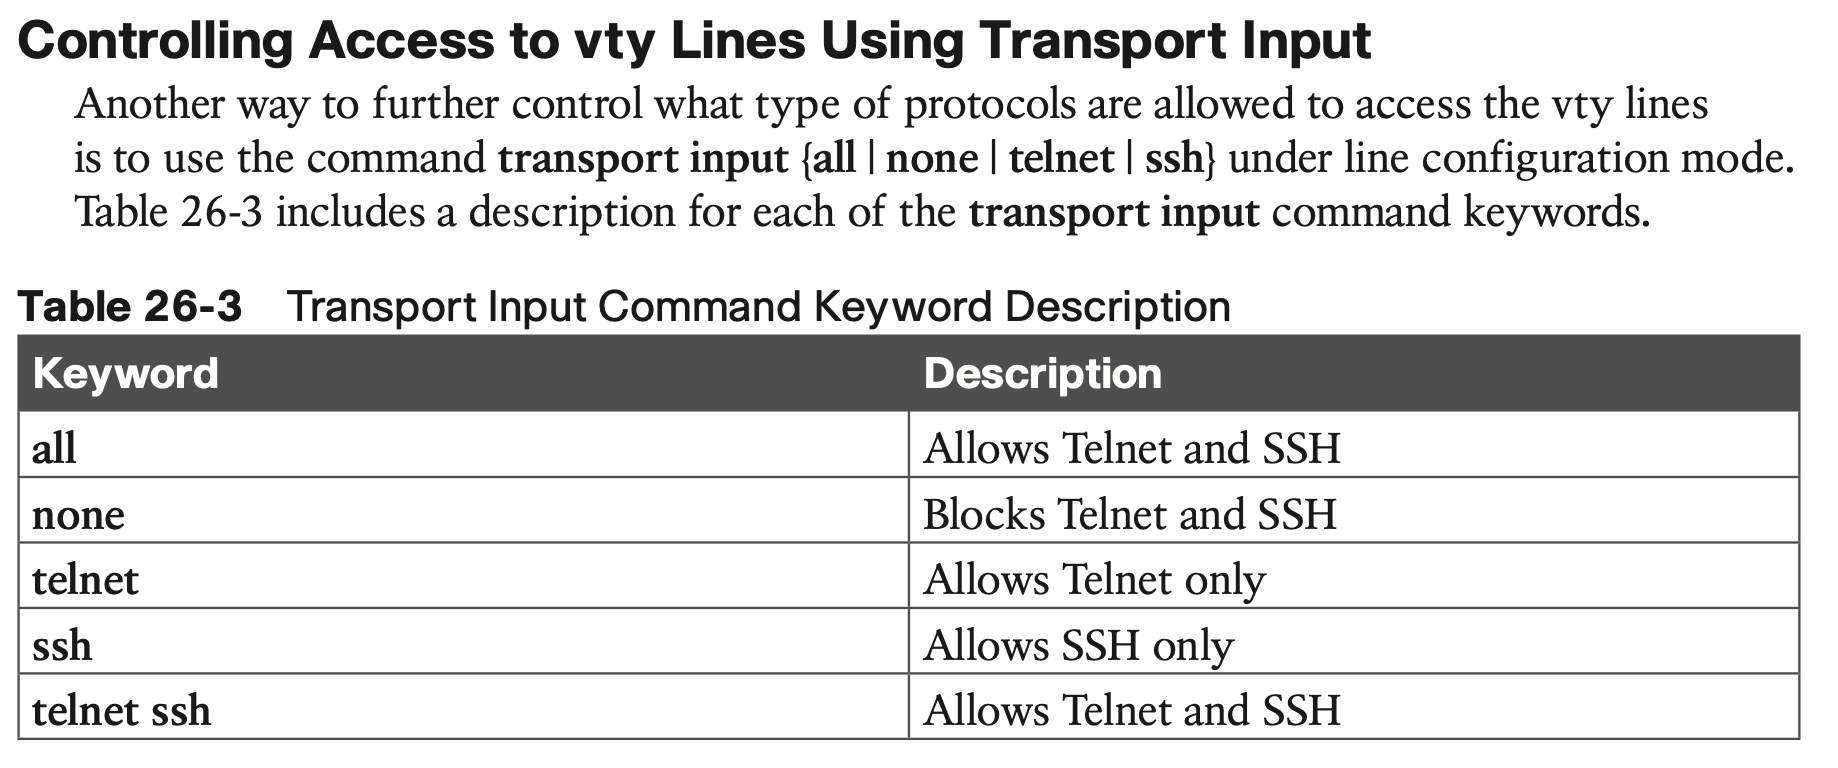 Controlling Access to vty Lines Using Transport Input
Another way to further control what type of protocols are allowed to access the vty lines
is to use the command transport input {all | none | telnet | ssh} under line configuration mode.
Table 26-3 includes a description for each of the transport input command keywords.
Table 26-3 Transport Input Command Keyword Description
Keyword Description
all Allows Telnet and SSH
none Blocks Telnet and SSH
telnet Allows Telnet only
ssh Allows SSH only
telnet ssh Allows Telnet and SSH